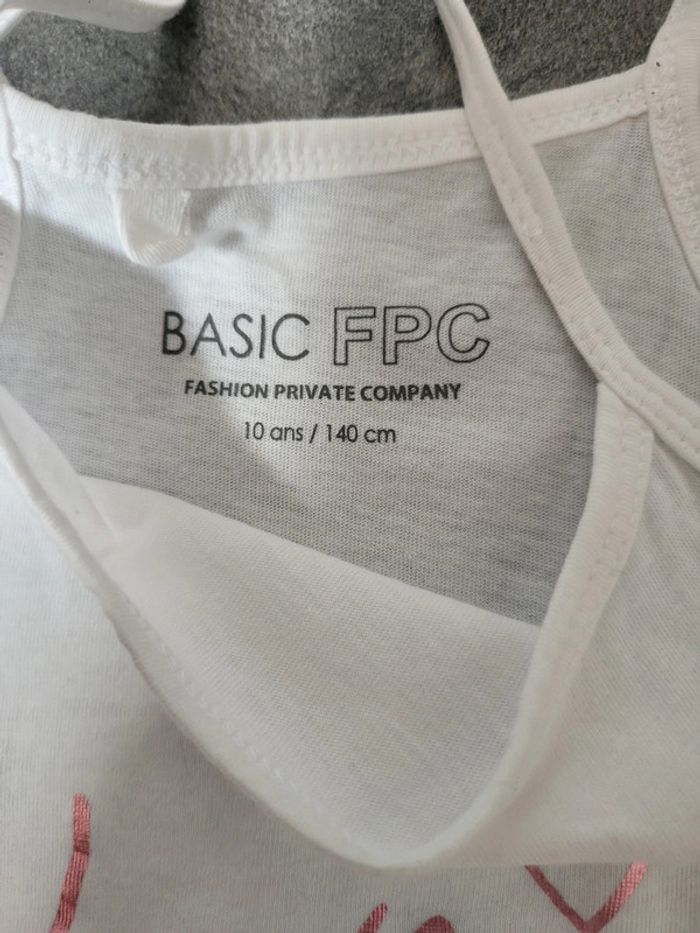 BASIC FPC
FASHION PRIVATE COMPANY
10 ans / 140 cm